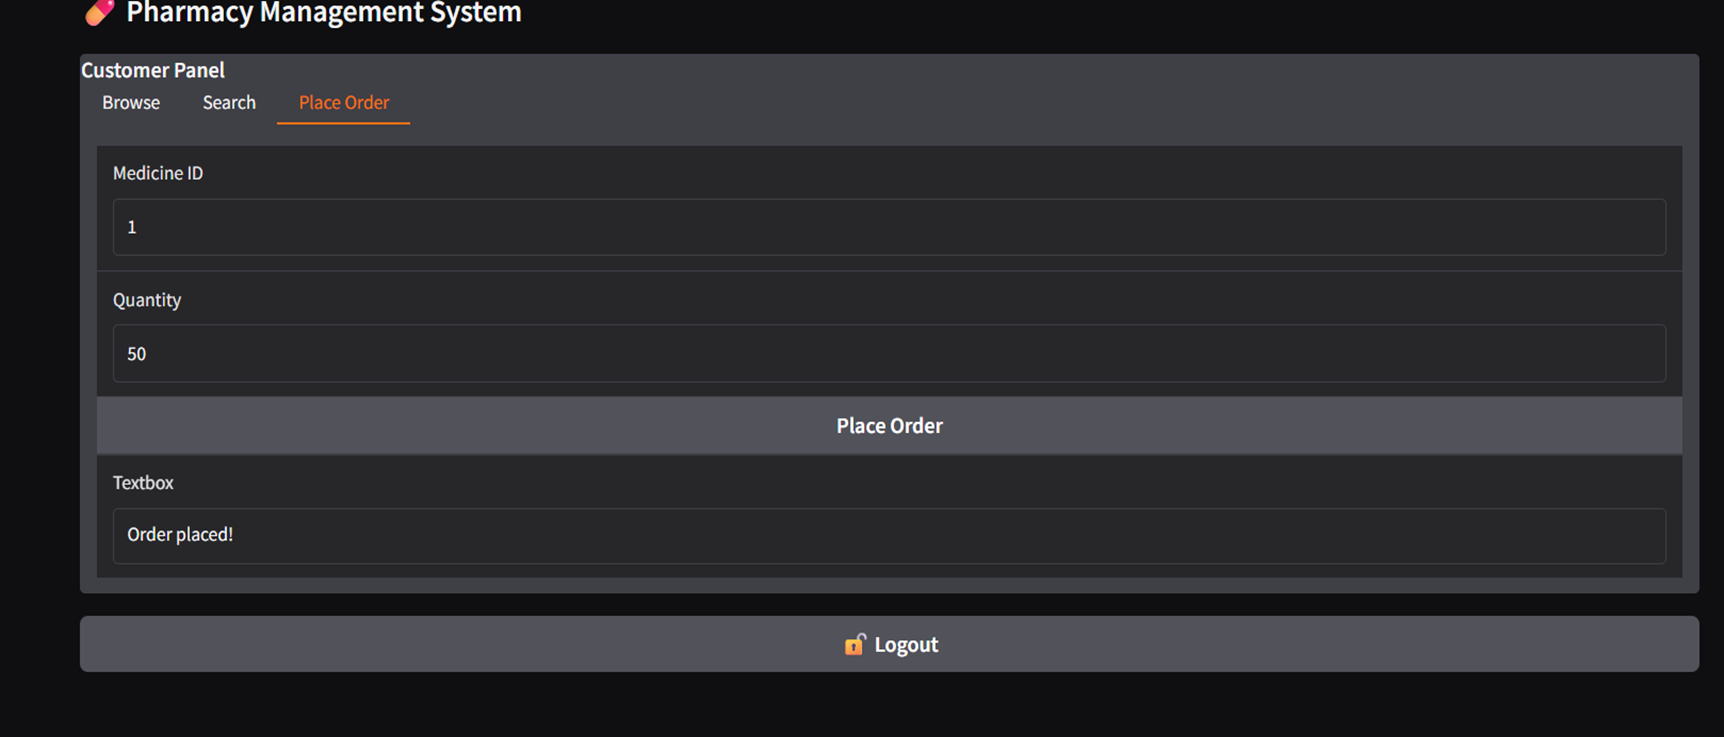 Pharmacy Management System
Customer Panel
Browse Search Place Order
Medicine ID
1
Quantity
50
Place Order
Textbox
Order placed!
Logout